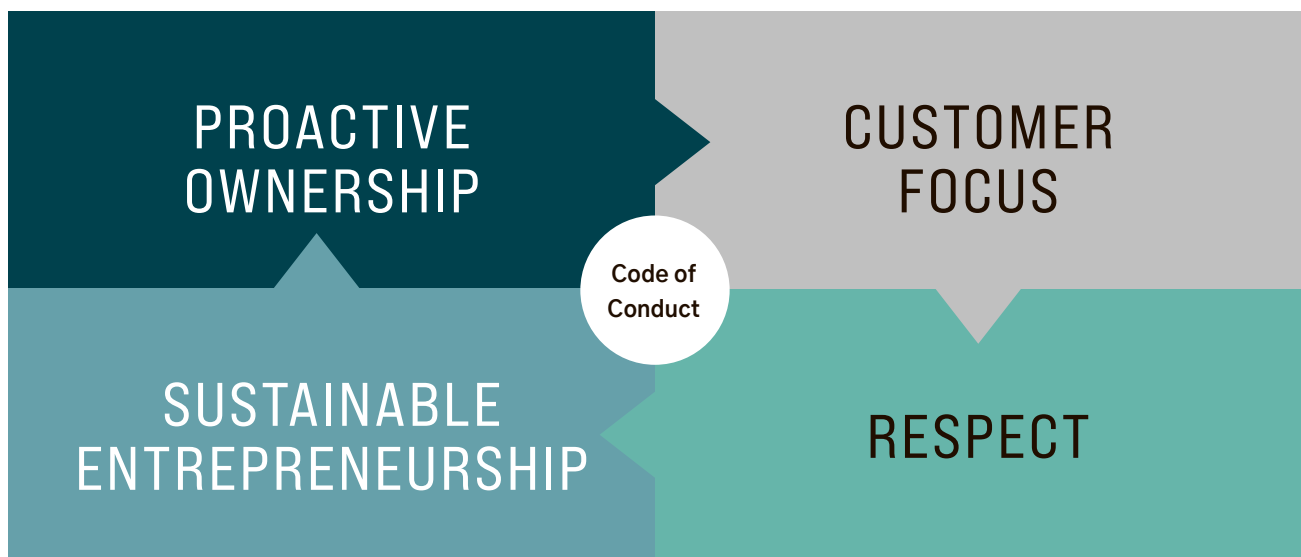 PROACTIVE
OWNERSHIP
CUSTOMER
FOCUS
Code of
Conduct
SUSTAINABLE
ENTREPRENEURSHIP
RESPECT